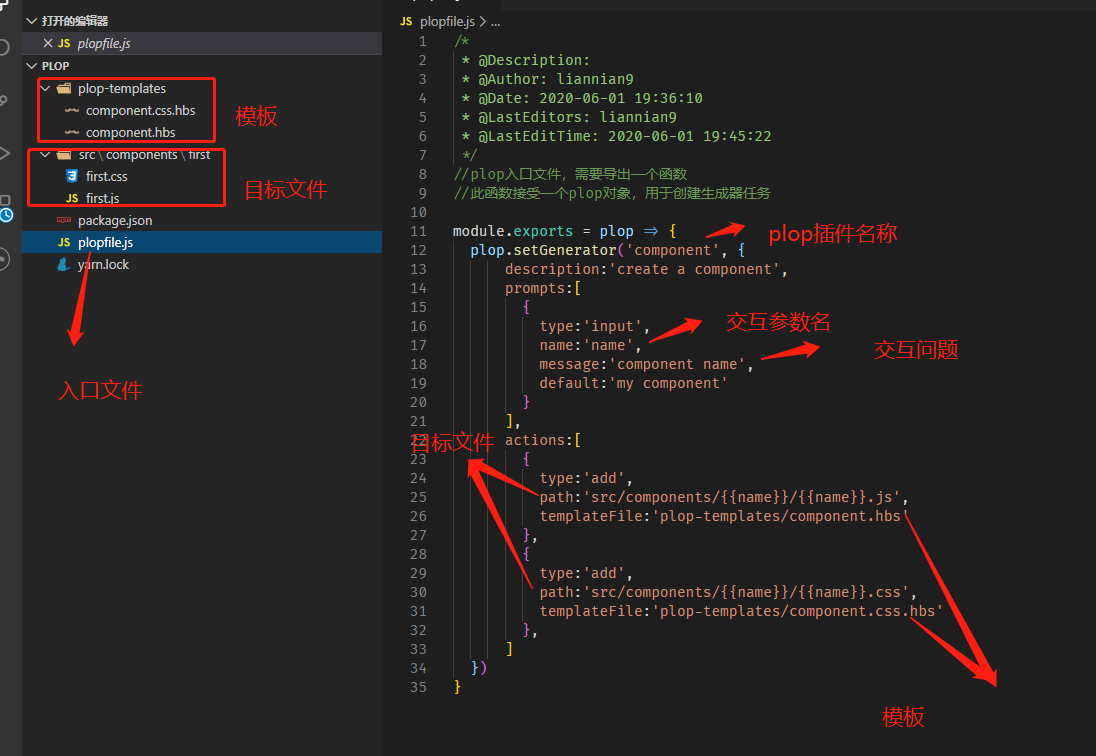 打开的编辑器
JS plopfile.js
PLOP
plop-templates
component.css.hbs
component.hbs
模板
src \ components \ first
first.css
JS first.js
目标文件
package.json
JS plopfile.js
yarn.lock
入口文件
JS plopfile.js > ...
1 /*
2 * @Description:
3 * @Author: liannian9
4 * @Date: 2020-06-01 19:36:10
5 * @LastEditors: liannian9
6 * @LastEditTime: 2020-06-01 19:45:22
7 */
8 //plop入口文件，需要导出一个函数
9 //此函数接受一个plop对象，用于创建生成器任务
10
11 module.exports = plop => {
plop插件名称
12 plop.setGenerator('component', {
13 description:'create a component',
14 prompts:[
15 {
16 type:'input',
交互参数名
17 name:'name',
交互问题
18 message:'component name',
19 default:'my component'
20 }
21 ],
22 actions:[
目标文件
23 {
24 type:'add',
25 path:'src/components/{{name}}/{{name}}.js',
26 templateFile:'plop-templates/component.hbs'
27 },
28 {
29 type:'add',
30 path:'src/components/{{name}}/{{name}}.css',
31 templateFile:'plop-templates/component.css.hbs'
32 },
33 ]
34 })
35 }
模板